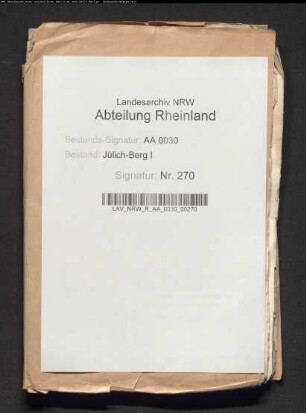 Landesarchiv NRW
Abteilung Rheinland
Bestands-Signatur: AA 0030
Bestand: Jülich-Berg I
Signatur: Nr. 270
LAV_NRW_R_AA_0030_00270